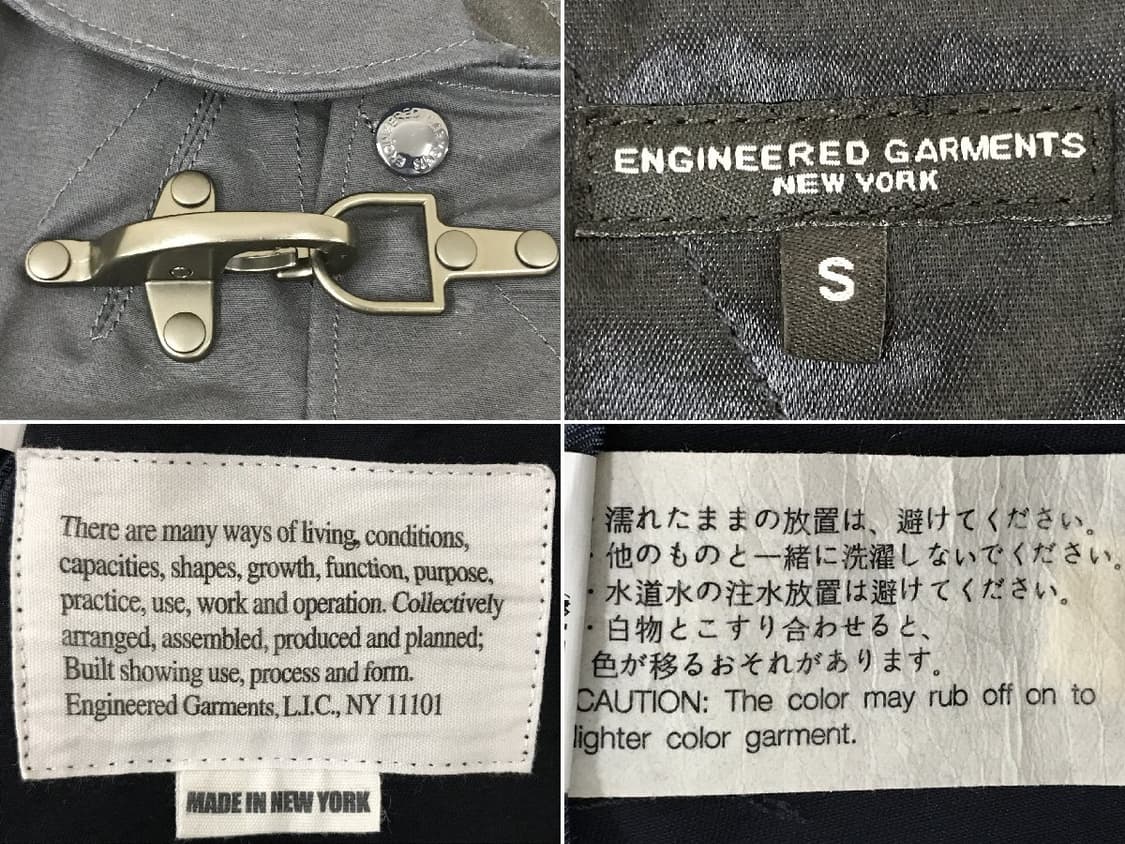 ENGINEERED GARMENTS
ENGINEERED GARMENTS
NEW YORK
S
There are many ways of living, conditions,
capacities, shapes, growth, function, purpose,
practice, use, work and operation. Collectively
arranged, assembled, produced and planned;
Built showing use, process and form.
Engineered Garments, L.I.C., NY 11101
MADE IN NEW YORK
・濡れたままの放置は、避けてください。
・他のものと一緒に洗濯しないでください。
・水道水の注水放置は避けてください。
・白物とこすり合わせると、
色が移るおそれがあります。
CAUTION: The color may rub off on to
lighter color garment.